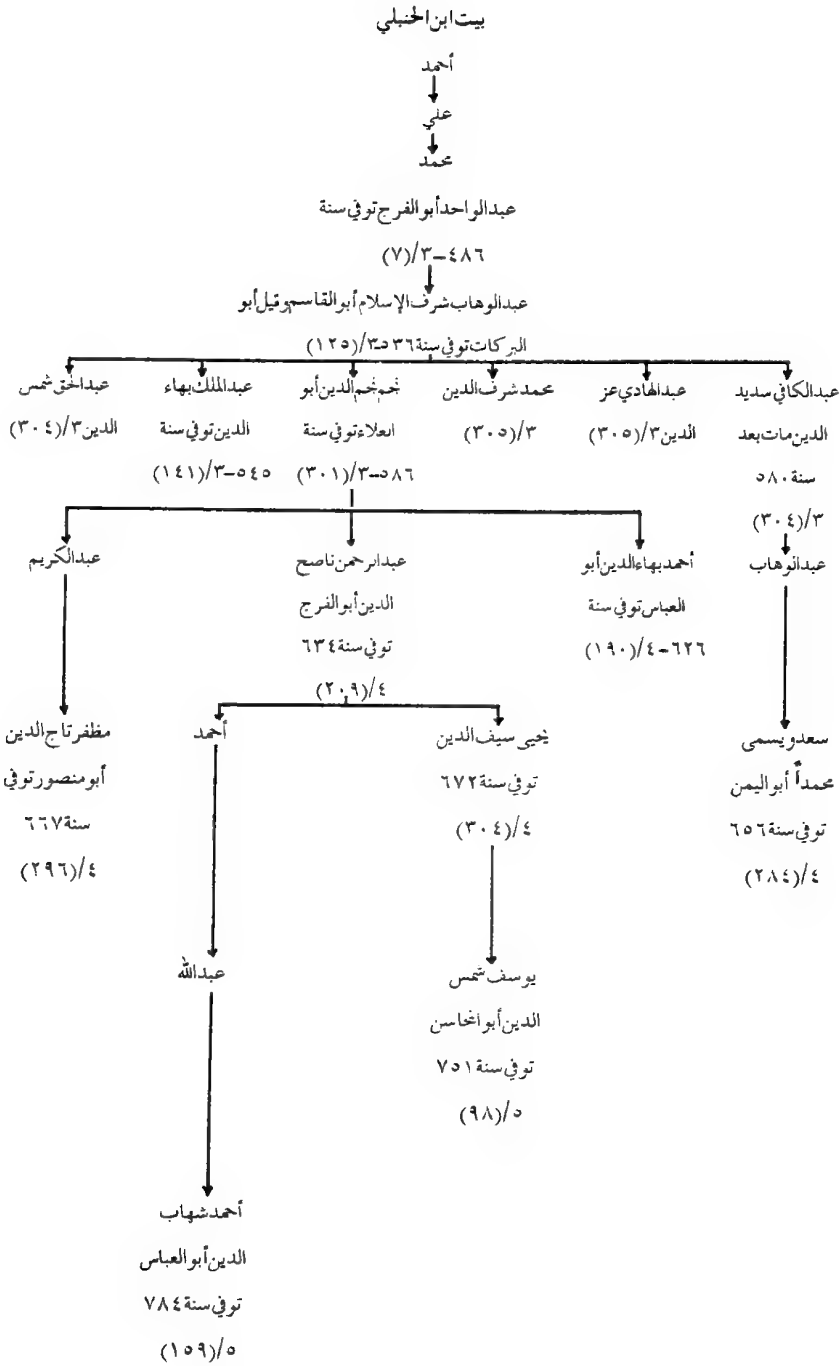 بيت ابن الحنبلي
أحمد
علي
محمد
عبدالواحد أبو الفرج توفي سنة
٤٨٦–٣/(٧)
عبدالوهاب شرف الإسلام أبو القاسم وقيل أبو
البركات توفي سنة ٥٣٦–٣/(١٢٥)
عبدالكافي سديد
الدين مات بعد
سنة ٥٨٠
٣/(٣٠٤)
عبدالهادي عز
الدين ٣/(٣٠٥)
محمد شرف الدين
٣/(٣٠٥)
نجم نجم الدين أبو
العلاء توفي سنة
٥٨٦–٣/(٣٠١)
عبدالملك بهاء
الدين توفي سنة
٥٤٥–٣/(١٤١)
عبدالحق شمس
الدين ٣/(٣٠٤)
عبدالوهاب
أحمد بهاء الدين أبو
العباس توفي سنة
٦٢٦–٤/(١٩٠)
عبدالرحمن ناصح
الدين أبو الفرج
توفي سنة ٦٣٤
٤/(٢٠٩)
عبدالكريم
سعد ويسمى
محمداً أبو اليمن
توفي سنة ٦٥٦
٤/(٢٨٤)
يحيى سيف الدين
توفي سنة ٦٧٢
٤/(٣٠٤)
أحمد
مظفر تاج الدين
أبو منصور توفي
سنة ٦٦٧
٤/(٢٩٦)
يوسف شمس
الدين أبو المحاسن
توفي سنة ٧٥١
٥/(٩٨)
عبدالله
أحمد شهاب
الدين أبو العباس
توفي سنة ٧٨٤
٥/(١٥٩)